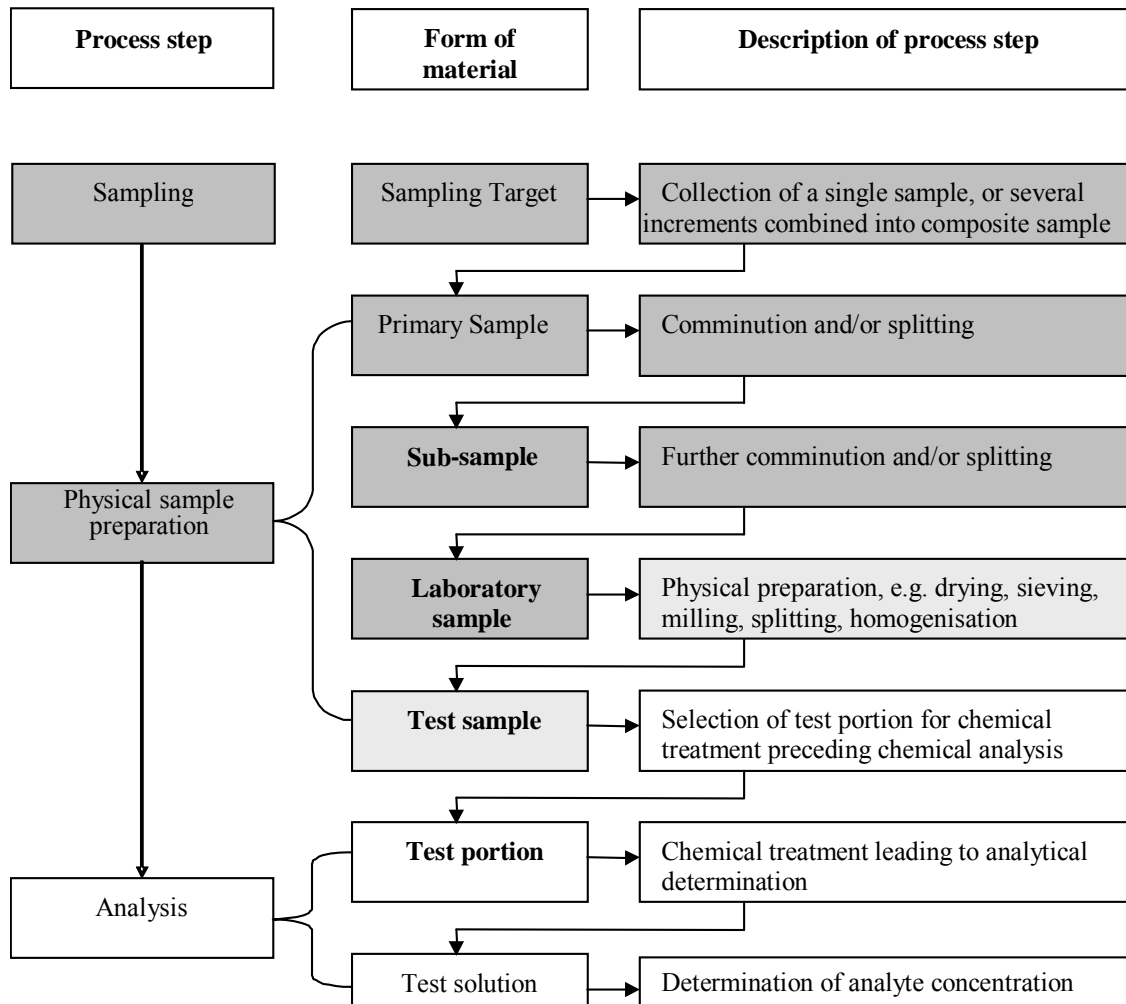 Process step
Form of
material
Description of process step
Sampling
Sampling Target
Collection of a single sample, or several
increments combined into composite sample
Primary Sample
Comminution and/or splitting
Sub-sample
Further comminution and/or splitting
Physical sample
preparation
Laboratory
sample
Physical preparation, e.g. drying, sieving,
milling, splitting, homogenisation
Test sample
Selection of test portion for chemical
treatment preceding chemical analysis
Test portion
Chemical treatment leading to analytical
determination
Analysis
Test solution
Determination of analyte concentration